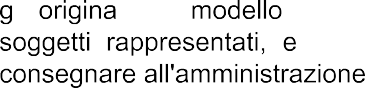 g origina modello
soggetti rappresentati, e
consegnare all'amministrazione